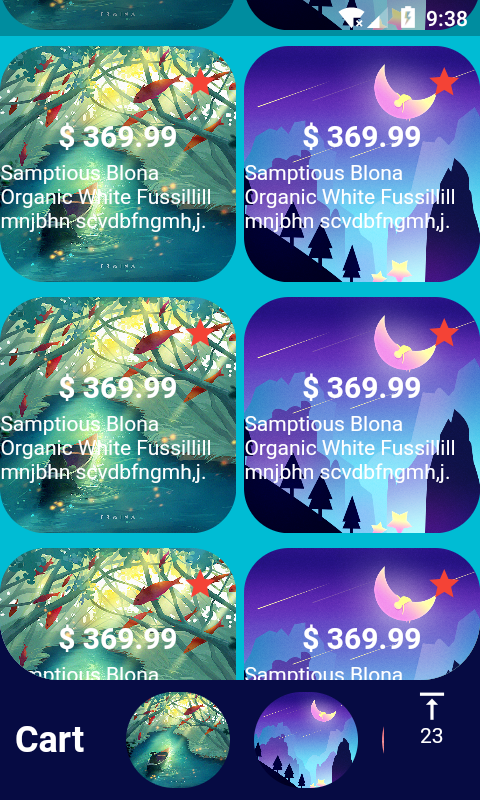 9:38
$ 369.99
Samptious Blona
Organic White Fussillill
mnjbhn scvdbfngmh,j.
$ 369.99
Samptious Blona
Organic White Fussillill
mnjbhn scvdbfngmh,j.
$ 369.99
Samptious Blona
Organic White Fussillill
mnjbhn scvdbfngmh,j.
$ 369.99
Samptious Blona
Organic White Fussillill
mnjbhn scvdbfngmh,j.
$ 369.99
Blona
$ 369.99
Samptious Blona
Cart
23